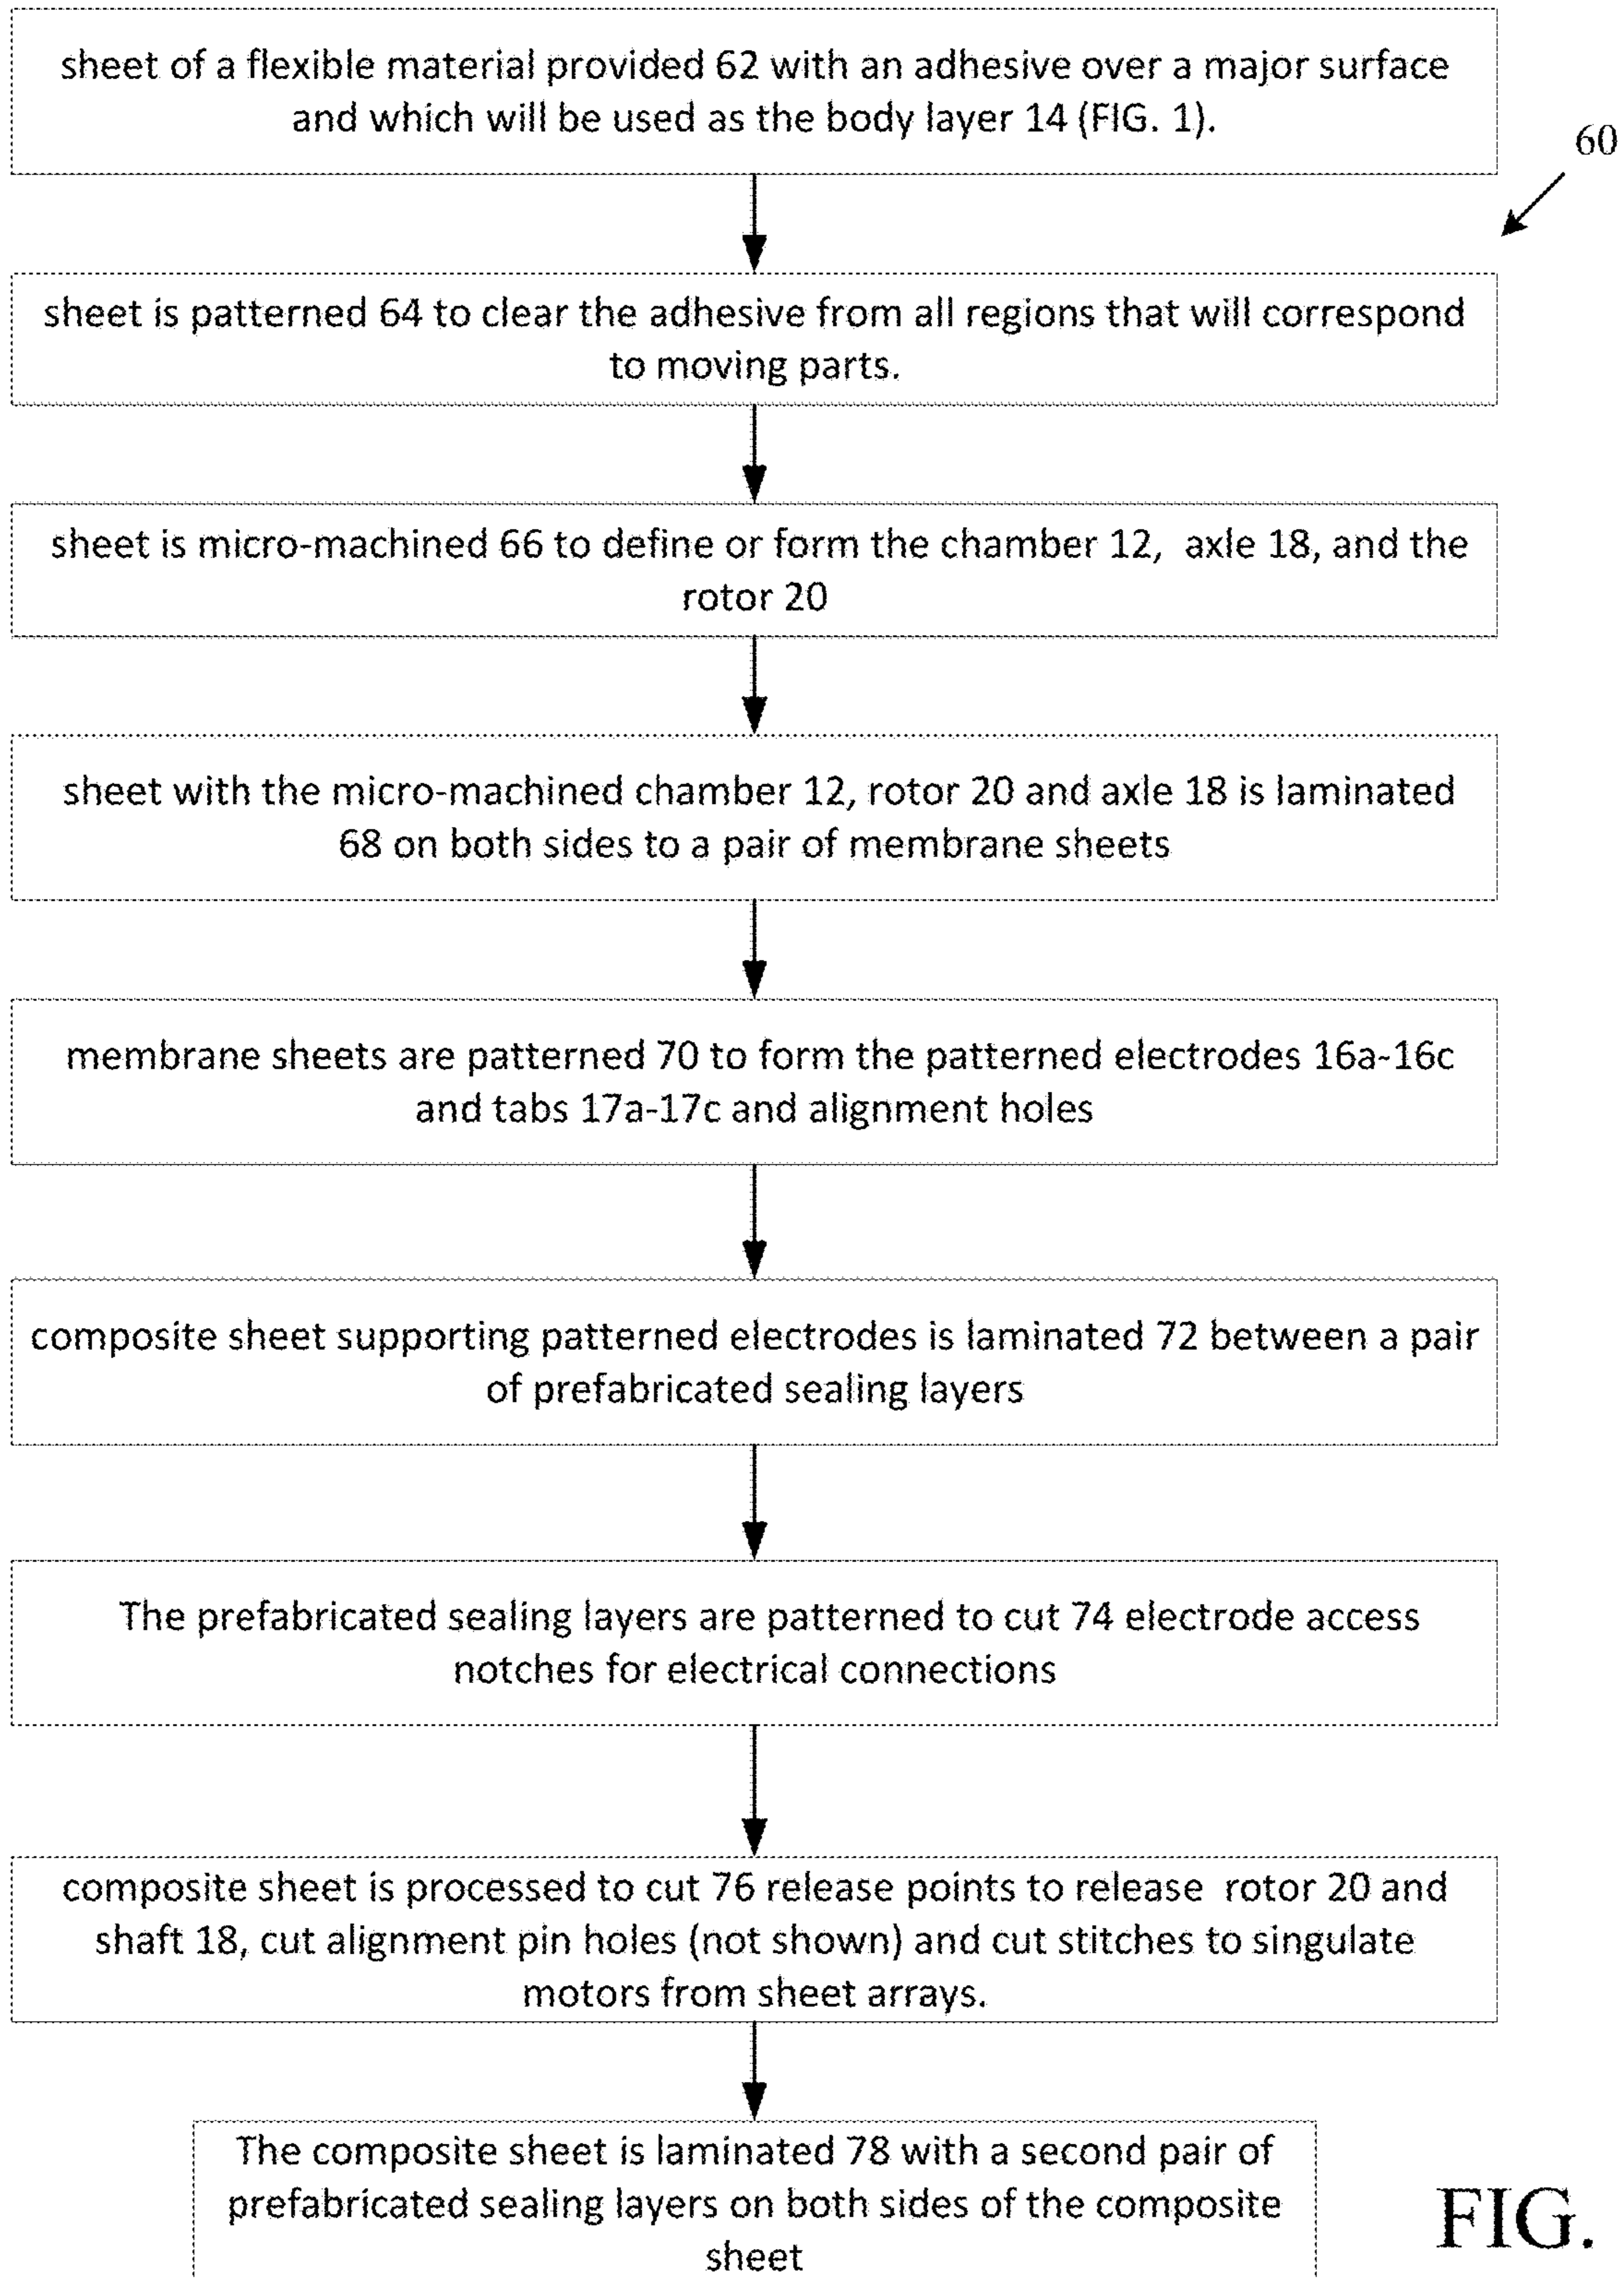 sheet of a flexible material provided 62 with an adhesive over a major surface
and which will be used as the body layer 14 (FIG. 1).
60
sheet is patterned 64 to clear the adhesive from all regions that will correspond
to moving parts.
sheet is micro-machined 66 to define or form the chamber 12, axle 18, and the
rotor 20
sheet with the micro-machined chamber 12, rotor 20 and axle 18 is laminated
68 on both sides to a pair of membrane sheets
membrane sheets are patterned 70 to form the patterned electrodes 16a-16c
and tabs 17a-17c and alignment holes
composite sheet supporting patterned electrodes is laminated 72 between a pair
of prefabricated sealing layers
The prefabricated sealing layers are patterned to cut 74 electrode access
notches for electrical connections
composite sheet is processed to cut 76 release points to release rotor 20 and
shaft 18, cut alignment pin holes (not shown) and cut stitches to singulate
motors from sheet arrays.
The composite sheet is laminated 78 with a second pair of
prefabricated sealing layers on both sides of the composite
sheet
FIG.